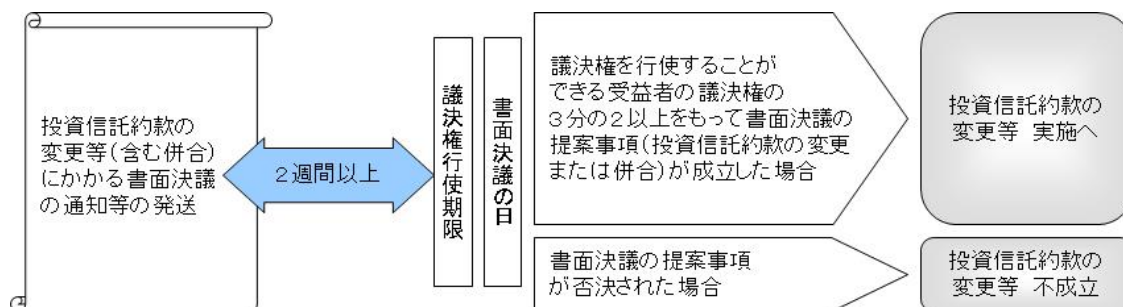 投資信託約款の
変更等(含む併合)
にかかる書面決議
の通知等の発送
2週間以上
議決権行使期限
書面決議の日
議決権を行使することが
できる受益者の議決権の
3分の2以上をもって書面決議の
提案事項(投資信託約款の変更
または併合)が成立した場合
投資信託約款の
変更等 実施へ
書面決議の提案事項
が否決された場合
投資信託約款の
変更等 不成立